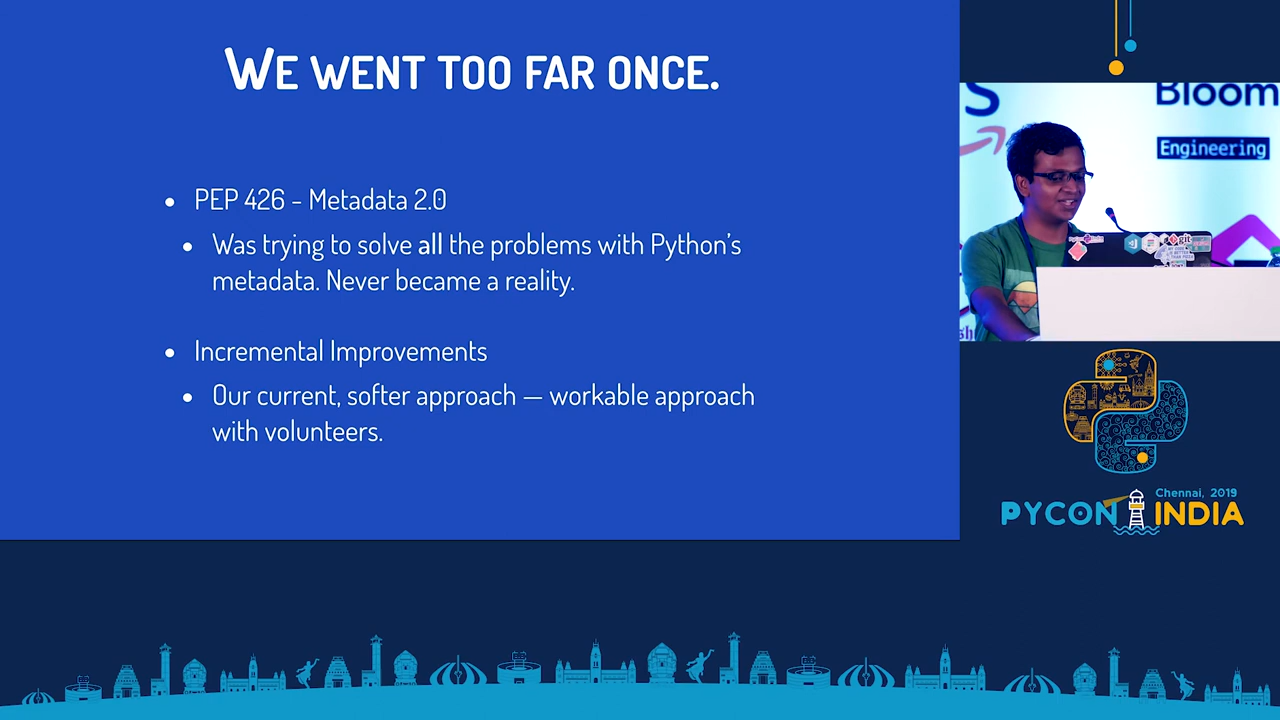 WE WENT TOO FAR ONCE.
• PEP 426 - Metadata 2.0
• Was trying to solve all the problems with Python's
metadata. Never became a reality.
• Incremental Improvements
• Our current, softer approach — workable approach
with volunteers.
Bloom
Engineering
git
Chennai, 2019
PYCON INDIA